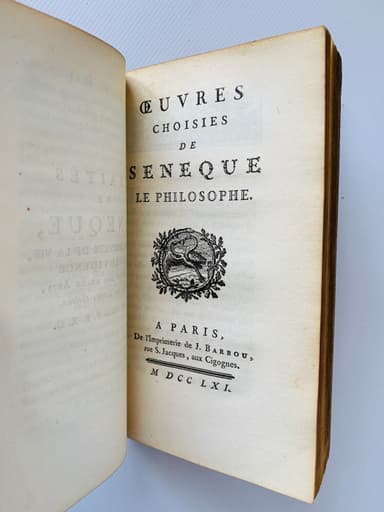 ŒUVRES
CHOISIES
DE
SENEQUE
LE PHILOSOPHE.
A PARIS,
De l'Imprimerie de J. BARBOU,
rue S. Jacques, aux Cigognes.
M DCC LXI.